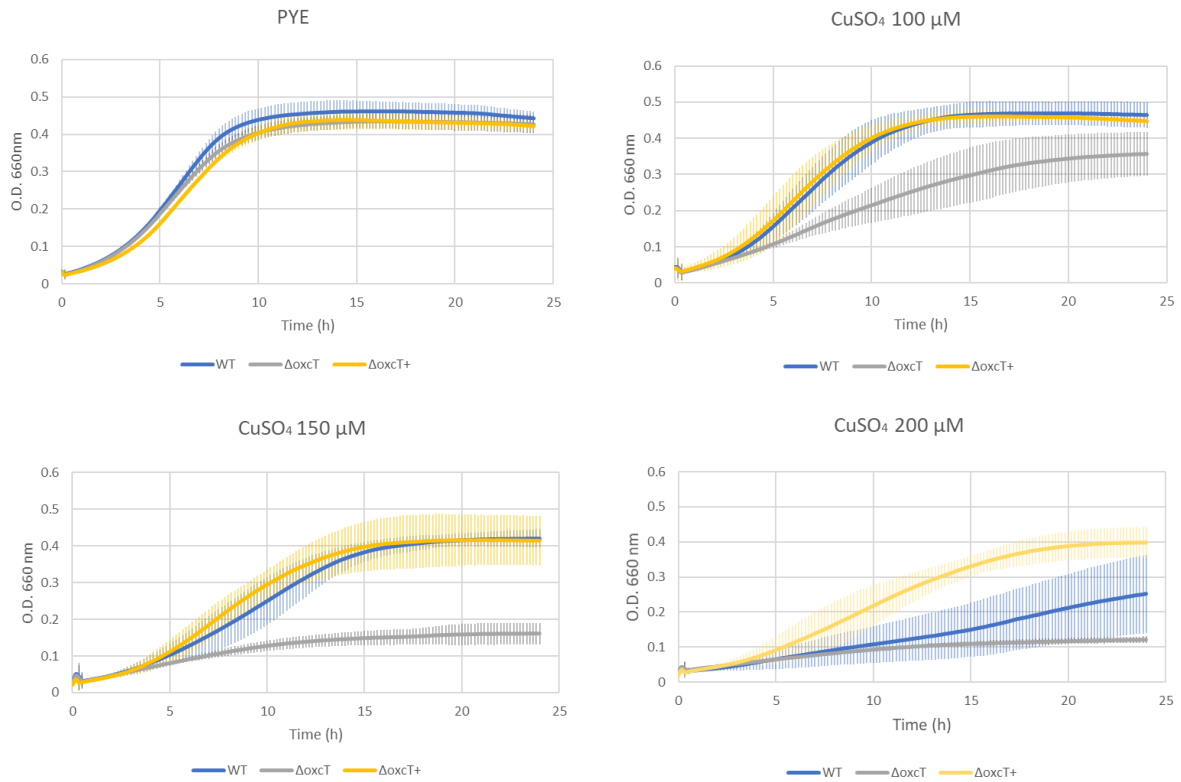 PYE
0.6
0.5
0.4
0.3
0.2
0.1
0
O.D. 660nm
0 5 10 15 20 25
Time (h)
WT ΔoxcT ΔoxcT+
CuSO₄ 100 µM
0.6
0.5
0.4
0.3
0.2
0.1
0
O.D. 660nm
0 5 10 15 20 25
Time (h)
WT ΔoxcT ΔoxcT+
CuSO₄ 150 µM
0.6
0.5
0.4
0.3
0.2
0.1
0
O.D. 660 nm
0 5 10 15 20 25
Time (h)
WT ΔoxcT ΔoxcT+
CuSO₄ 200 µM
0.6
0.5
0.4
0.3
0.2
0.1
0
O.D. 660 nm
0 5 10 15 20 25
Time (h)
WT ΔoxcT ΔoxcT+